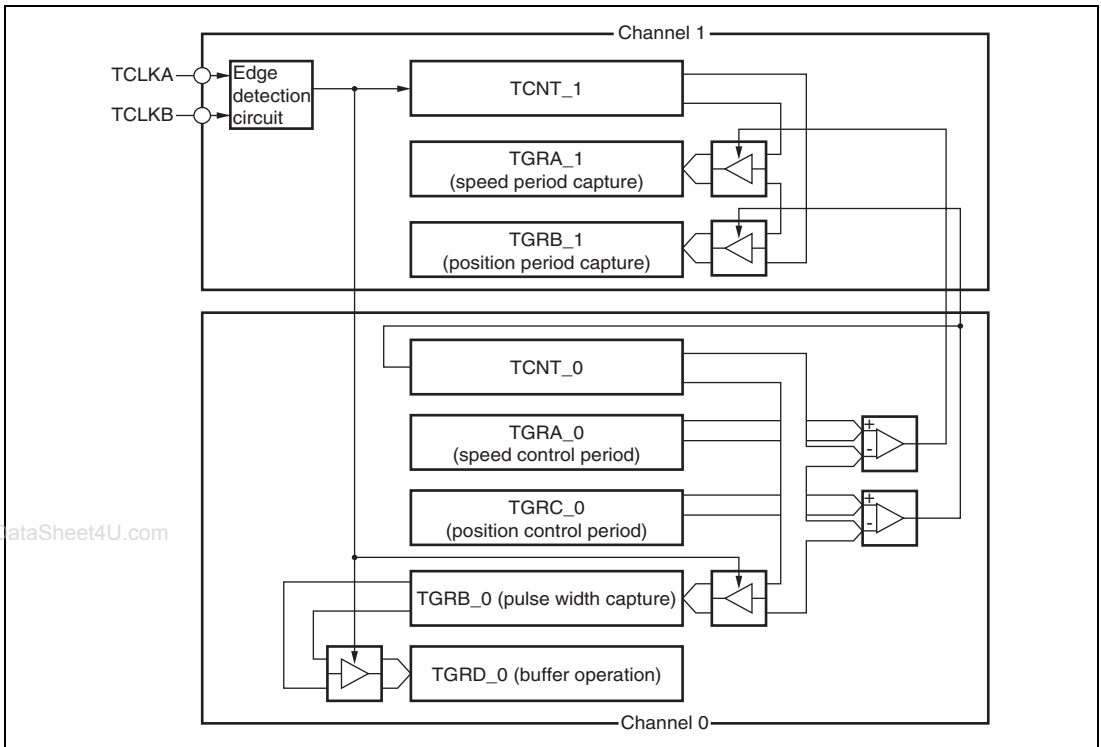 Channel 1
TCLKA
TCLKB
Edge
detection
circuit
TCNT_1
TGRA_1
(speed period capture)
TGRB_1
(position period capture)
TCNT_0
TGRA_0
(speed control period)
+
-
TGRC_0
(position control period)
+
-
DataSheet4U.com
TGRB_0 (pulse width capture)
TGRD_0 (buffer operation)
Channel 0